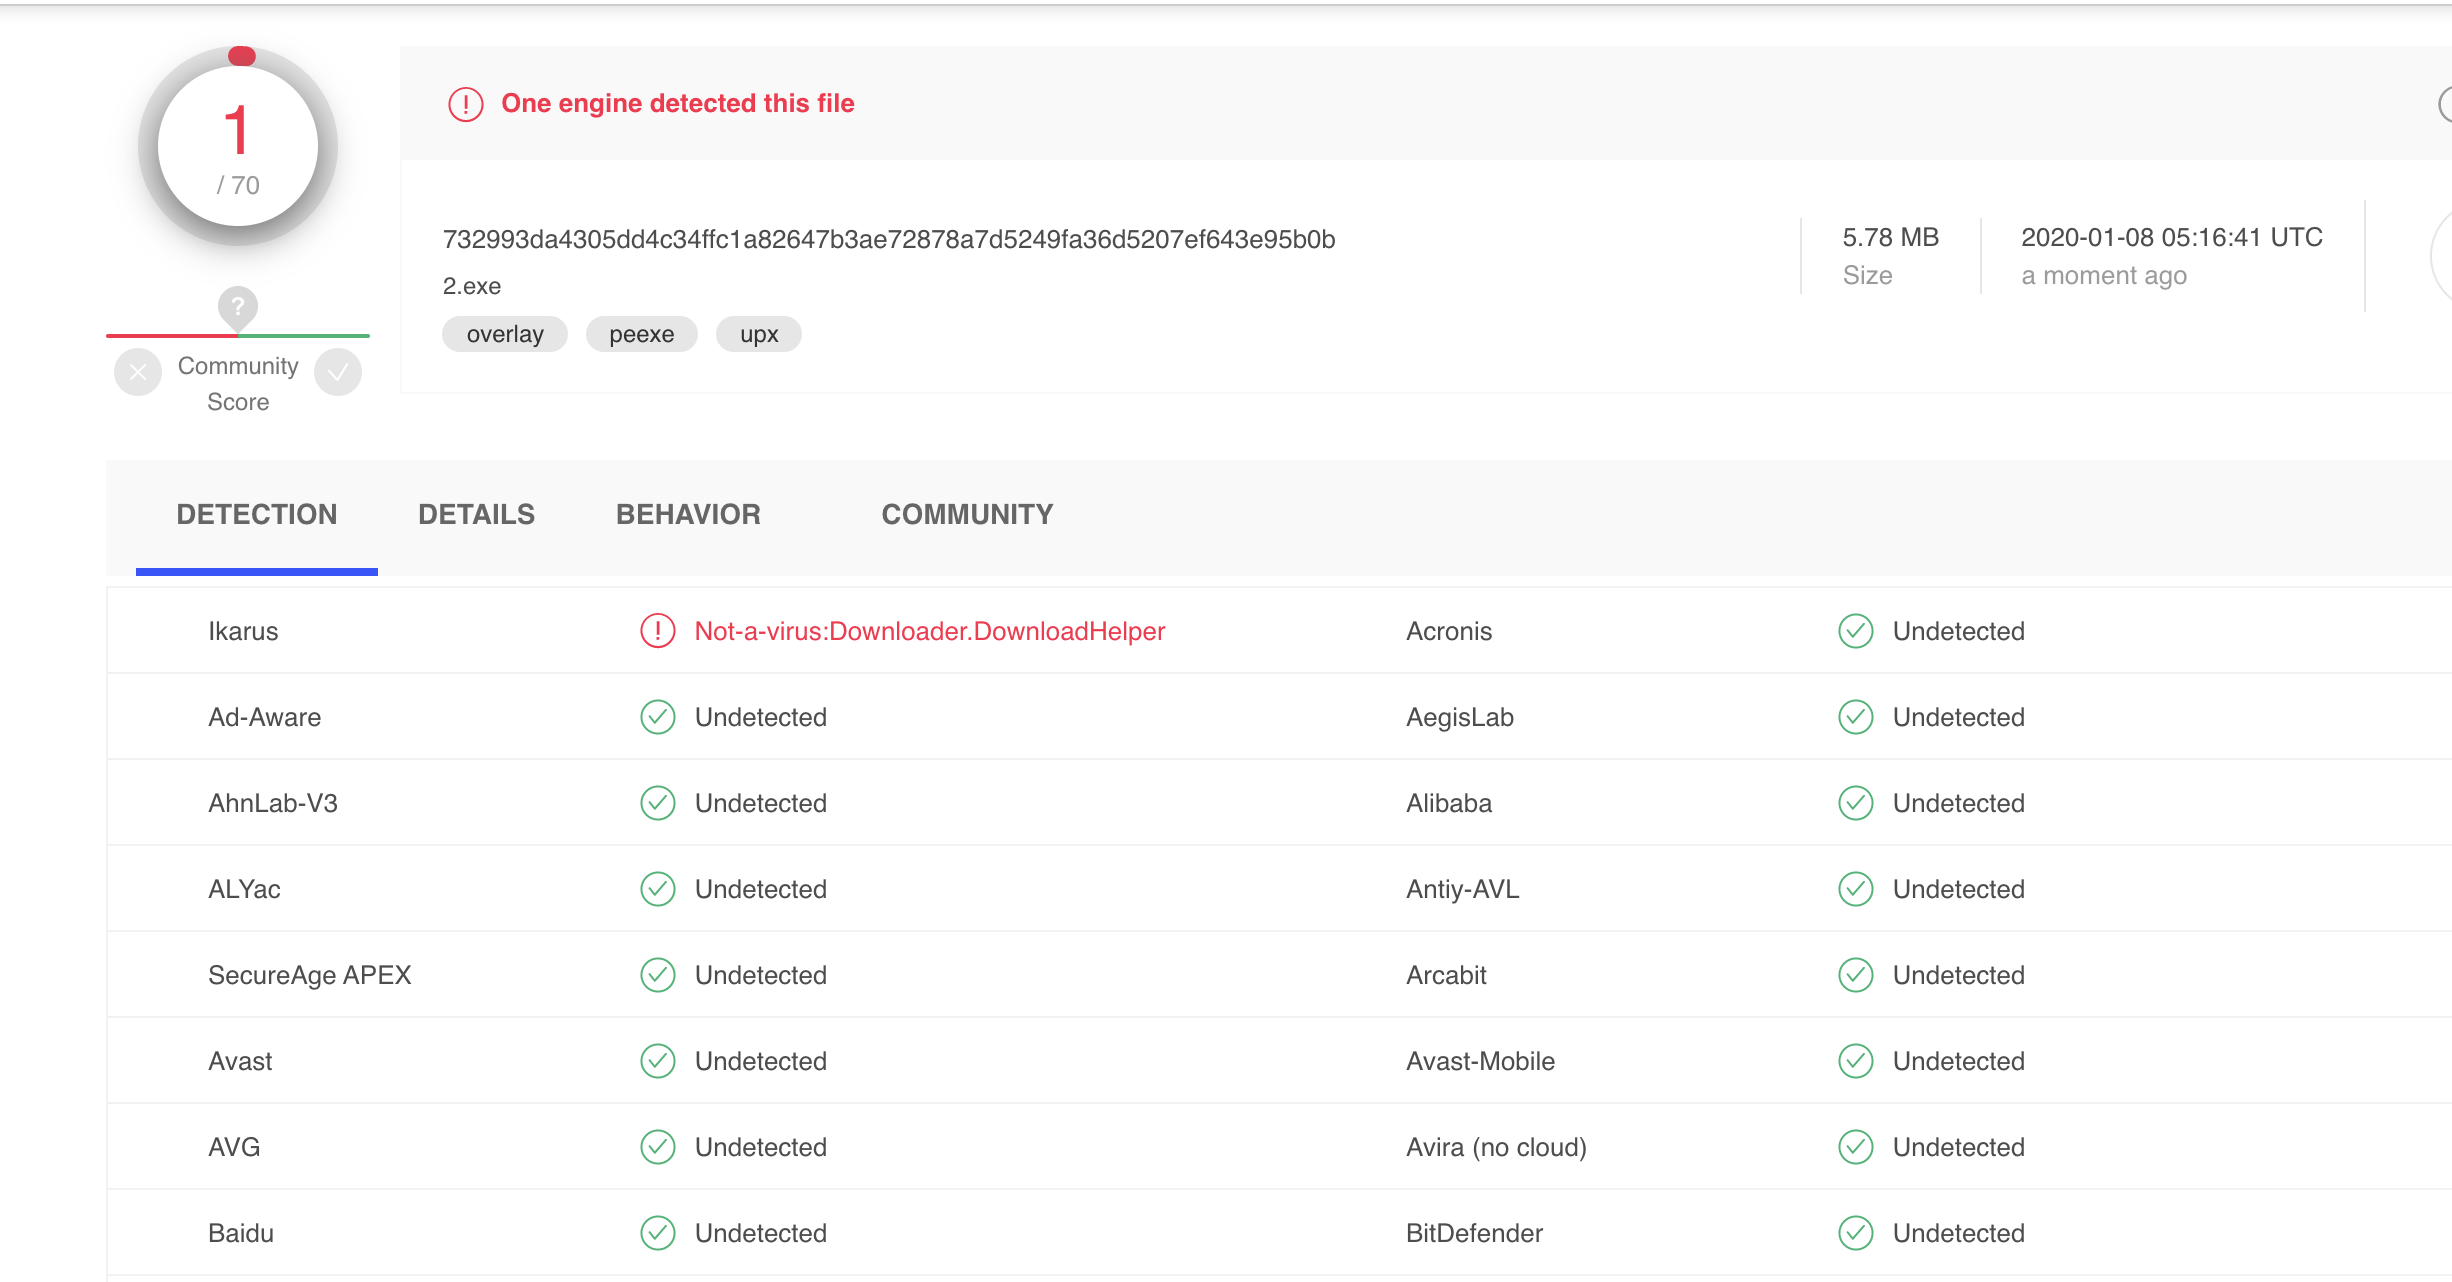 1
/ 70
One engine detected this file
732993da4305dd4c34ffc1a82647b3ae72878a7d5249fa36d5207ef643e95b0b
2.exe
overlay peexe upx
5.78 MB
Size
2020-01-08 05:16:41 UTC
a moment ago
?
Community
Score
DETECTION DETAILS BEHAVIOR COMMUNITY
Ikarus Not-a-virus:Downloader.DownloadHelper Acronis Undetected
Ad-Aware Undetected AegisLab Undetected
AhnLab-V3 Undetected Alibaba Undetected
ALYac Undetected Antiy-AVL Undetected
SecureAge APEX Undetected Arcabit Undetected
Avast Undetected Avast-Mobile Undetected
AVG Undetected Avira (no cloud) Undetected
Baidu Undetected BitDefender Undetected